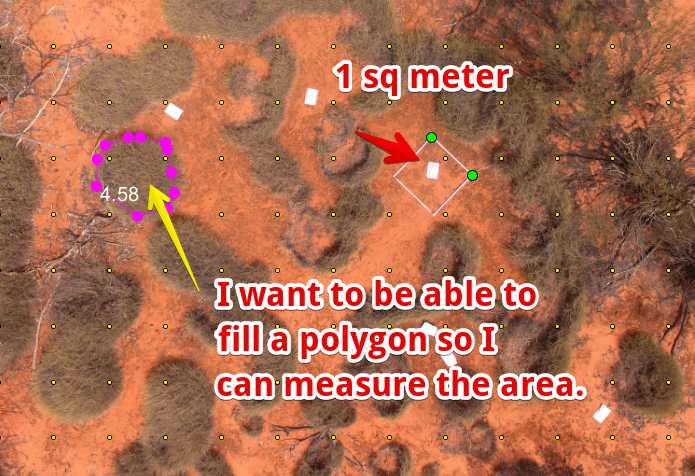 1 sq meter
4.58
I want to be able to
fill a polygon so I
can measure the area.